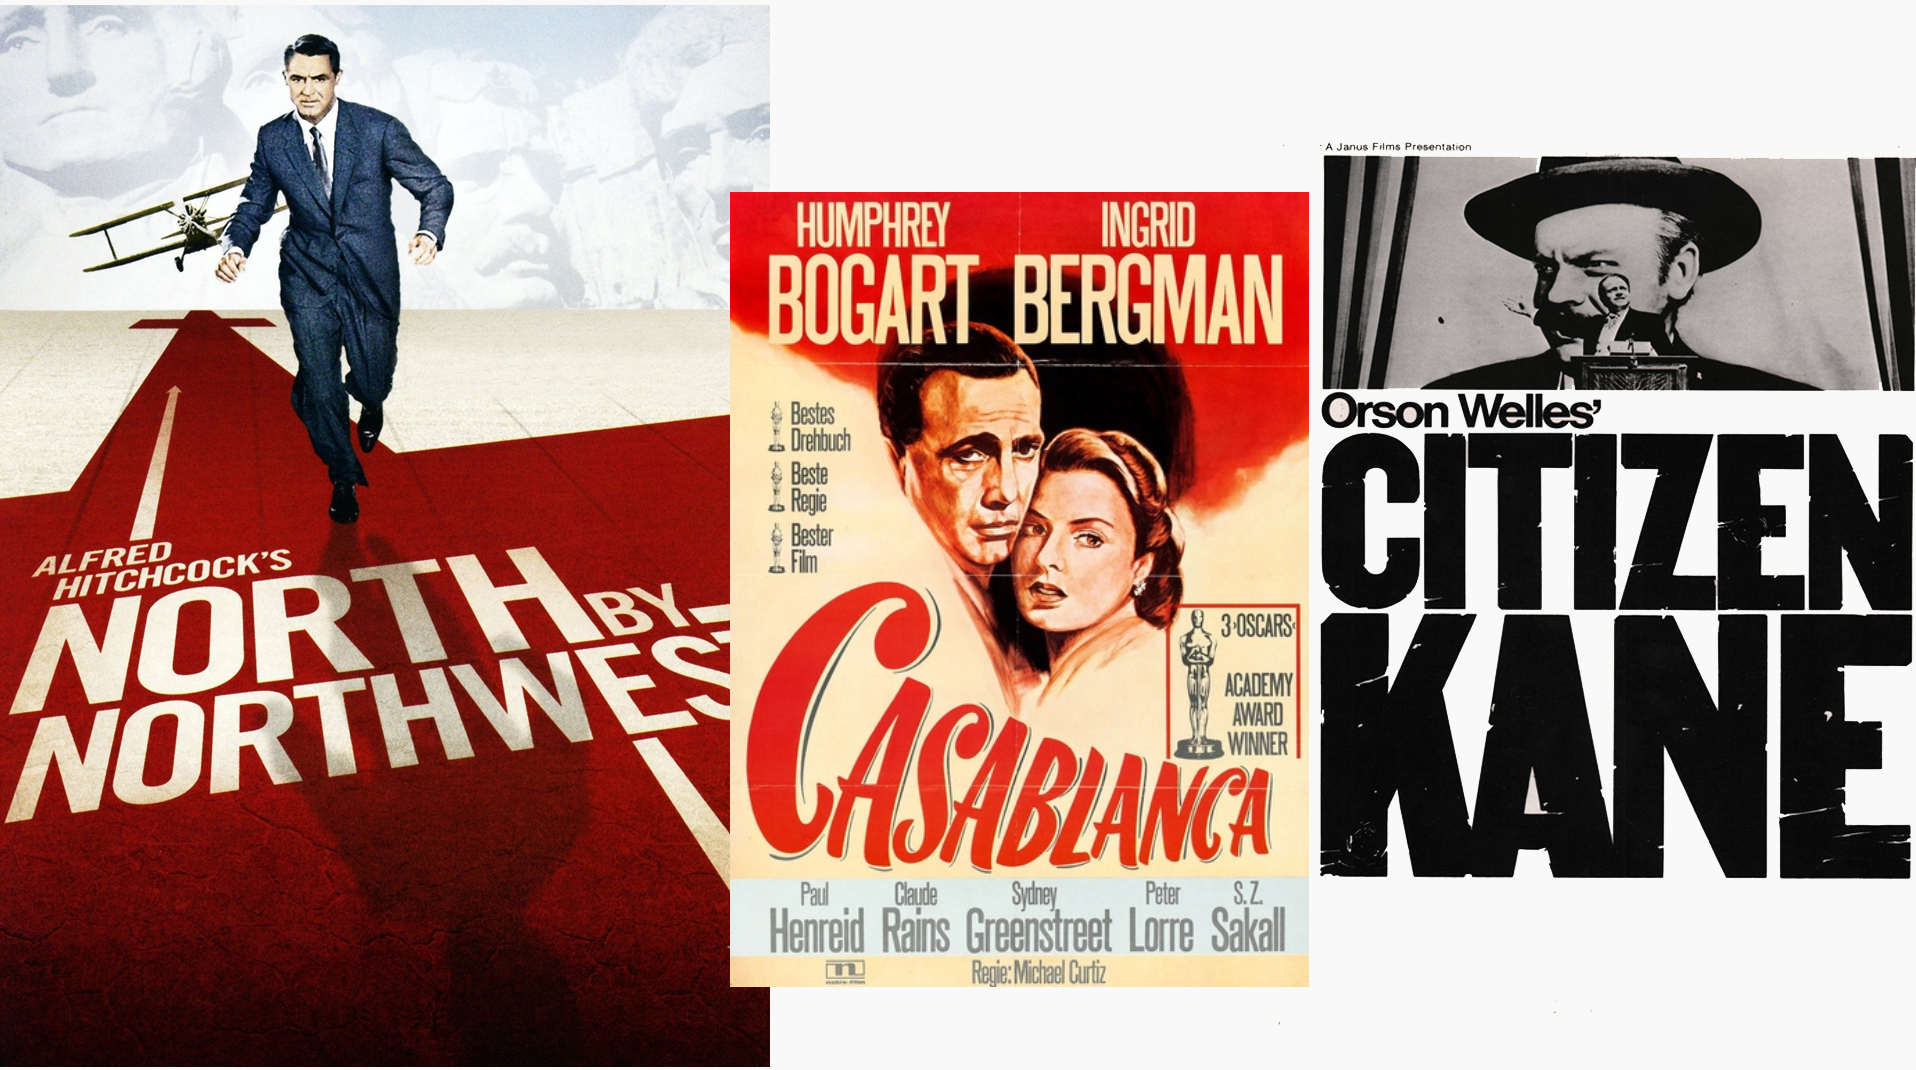 ALFRED
HITCHCOCK'S
NORTH BY
NORTHWEST
HUMPHREY INGRID
BOGART BERGMAN
Bestes
Drehbuch
Beste
Regie
Bester
Film
3 ›OSCARS‹
ACADEMY
AWARD
WINNER
CASABLANCA
Paul Claude Sydney Peter S. Z.
Henreid Rains Greenstreet Lorre Sakall
Regie: Michael Curtiz
A Janus Films Presentation
Orson Welles'
CITIZEN
KANE